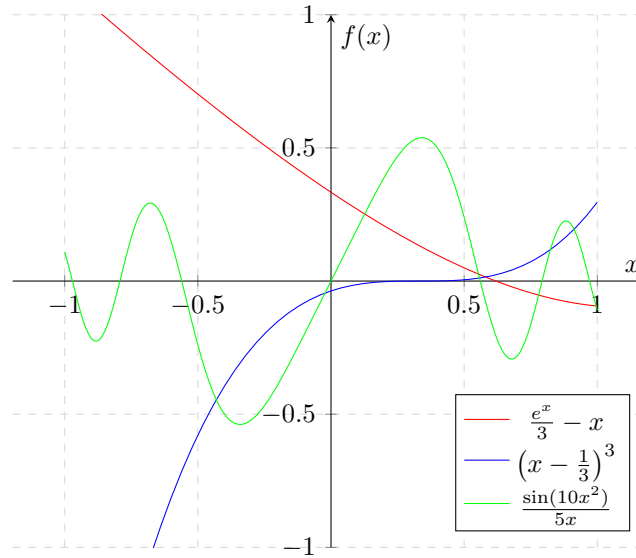 1
f(x)
0.5
x
−1
−0.5
0.5
1
−0.5
−1
e^x/3 − x
(x − 1/3)^3
sin(10x^2)/5x